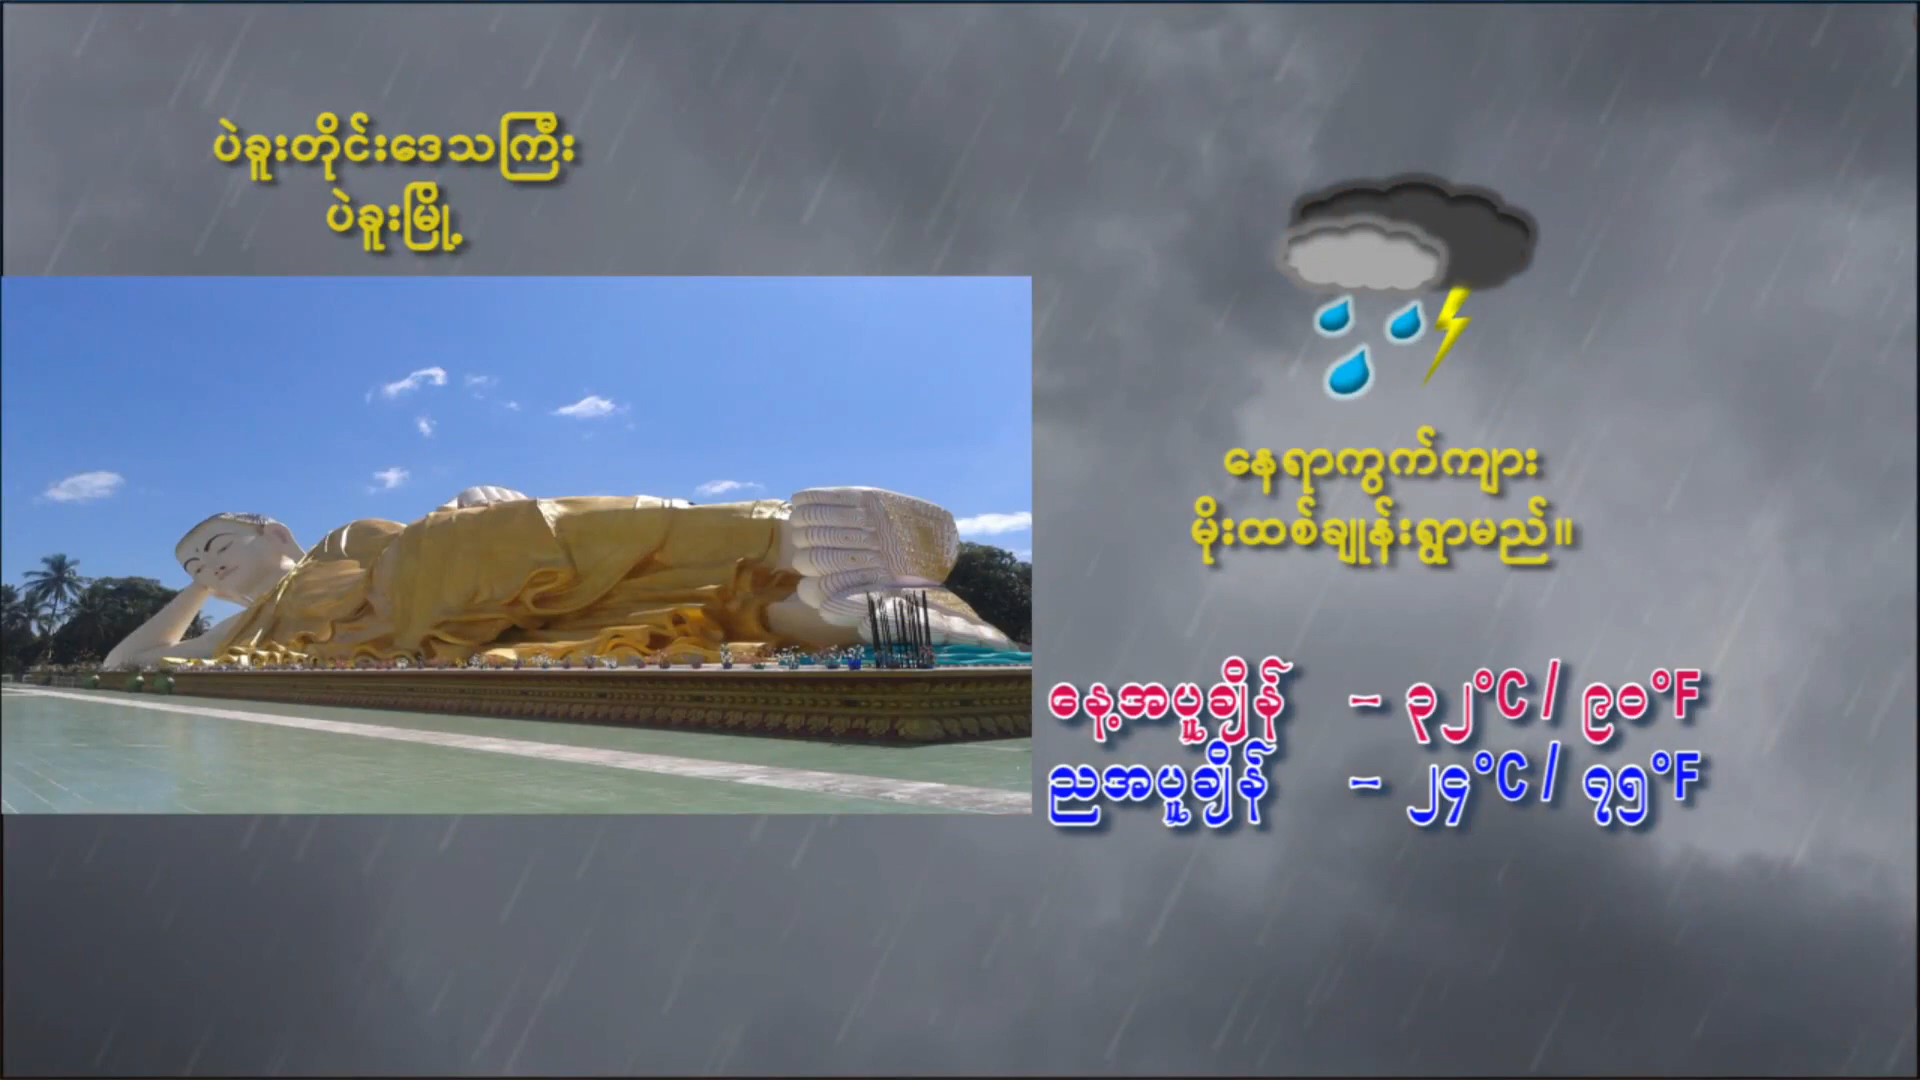 ပဲခူးတိုင်းဒေသကြီး
ပဲခူးမြို့
နေရာကွက်ကျား
မိုးထစ်ချုန်းရွာမည်။
နေ့အပူချိန် - ၃၂°C / ၉၀°F
ညအပူချိန် - ၂၄°C / ၇၅°F